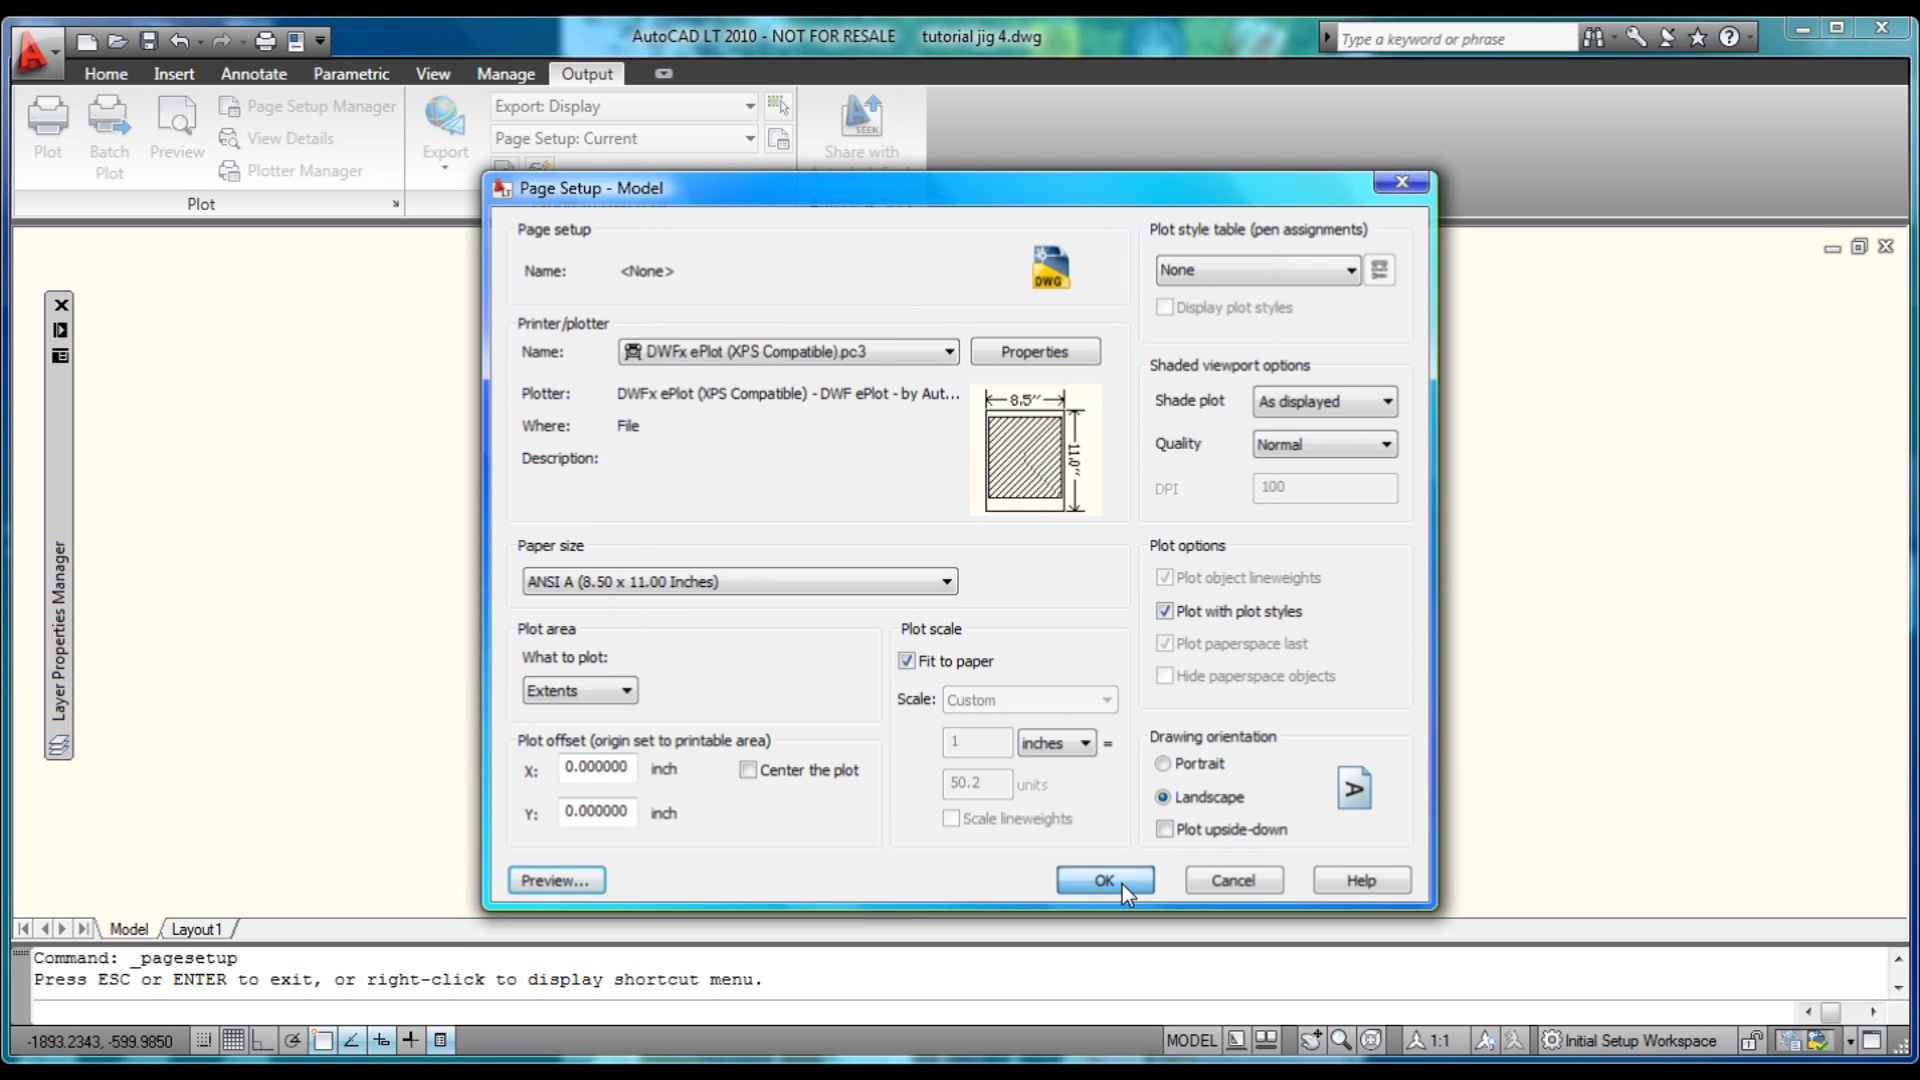 AutoCAD LT 2010 - NOT FOR RESALE tutorial jig 4.dwg
Type a keyword or phrase
Home Insert Annotate Parametric View Manage Output
Page Setup Manager
View Details
Plotter Manager
Plot
Batch
Plot
Preview
Plot
Export
Export: Display
Page Setup: Current
SEEK
Share with
LT Page Setup - Model
Page setup
Name: <None>
DWG
Printer/plotter
Name: DWFx ePlot (XPS Compatible).pc3 Properties
Plotter: DWFx ePlot (XPS Compatible) - DWF ePlot - by Aut...
Where: File
Description:
8.5''
11.0''
Paper size
ANSI A (8.50 x 11.00 Inches)
Plot area
What to plot:
Extents
Plot offset (origin set to printable area)
X: 0.000000 inch Center the plot
Y: 0.000000 inch
Plot scale
Fit to paper
Scale: Custom
1 inches =
50.2 units
Scale lineweights
Plot style table (pen assignments)
None
Display plot styles
Shaded viewport options
Shade plot As displayed
Quality Normal
DPI 100
Plot options
Plot object lineweights
Plot with plot styles
Plot paperspace last
Hide paperspace objects
Drawing orientation
Portrait
Landscape
Plot upside-down
A
Preview... OK Cancel Help
Layer Properties Manager
Model Layout1
Command: _pagesetup
Press ESC or ENTER to exit, or right-click to display shortcut menu.
-1893.2343, -599.9850 MODEL 1:1 Initial Setup Workspace